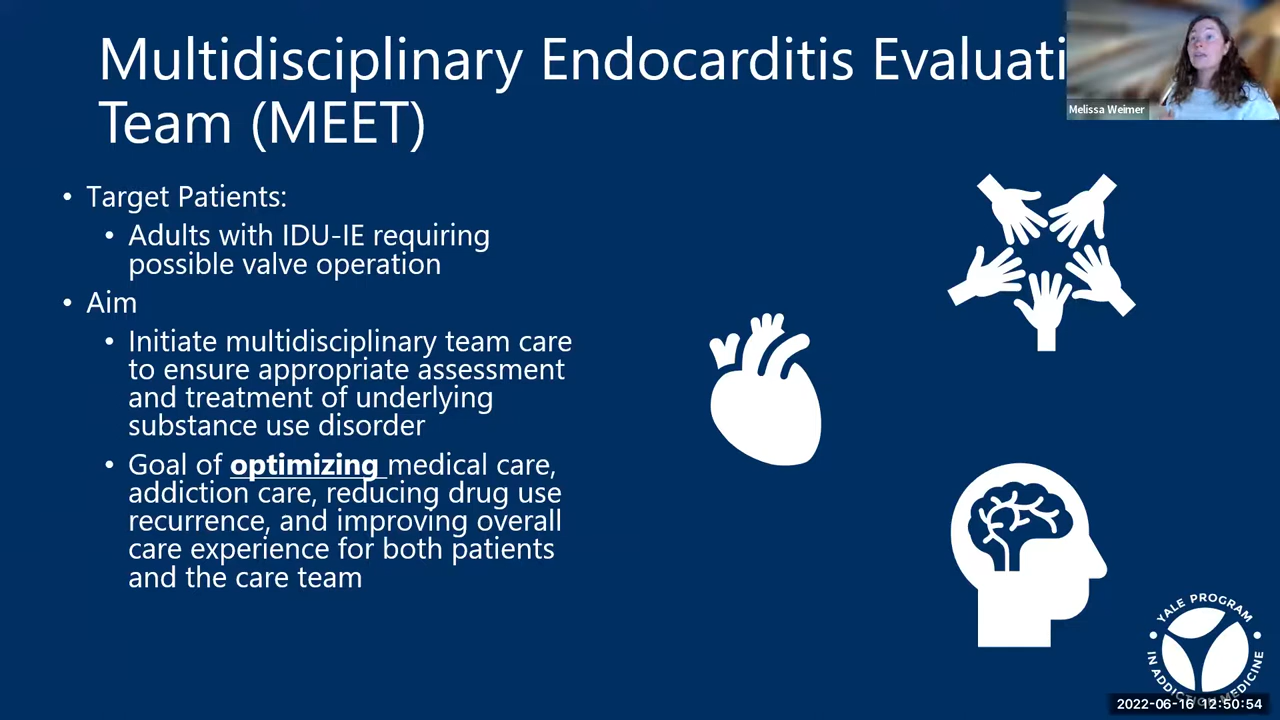 Multidisciplinary Endocarditis Evaluati
Team (MEET)
Melissa Weimer
• Target Patients:
• Adults with IDU-IE requiring
possible valve operation
• Aim
• Initiate multidisciplinary team care
to ensure appropriate assessment
and treatment of underlying
substance use disorder
• Goal of optimizing medical care,
addiction care, reducing drug use
recurrence, and improving overall
care experience for both patients
and the care team
YALE PROGRAM
IN ADDICTION MEDICINE
2022-06-16 12:50:54